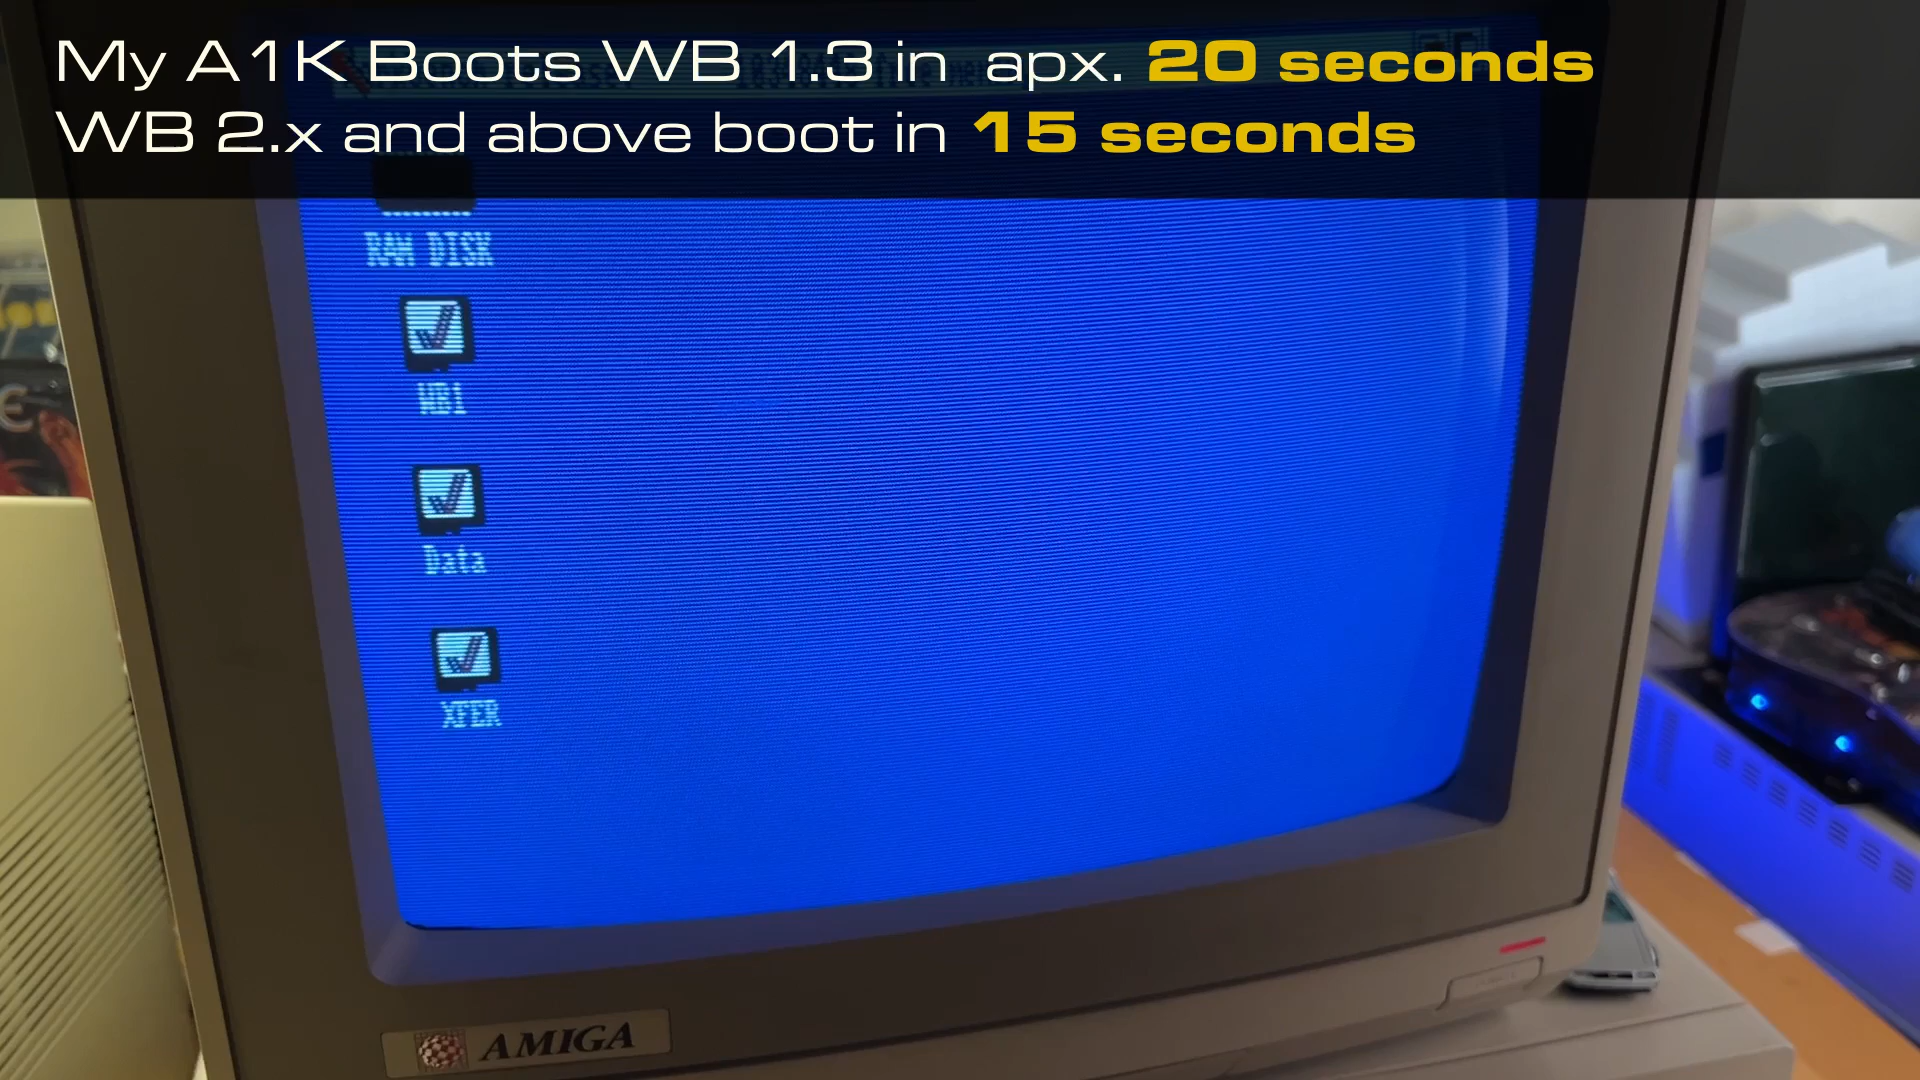 My A1K Boots WB 1.3 in apx. 20 seconds
WB 2.x and above boot in 15 seconds
RAM DISK
WB1
Data
XFER
AMIGA